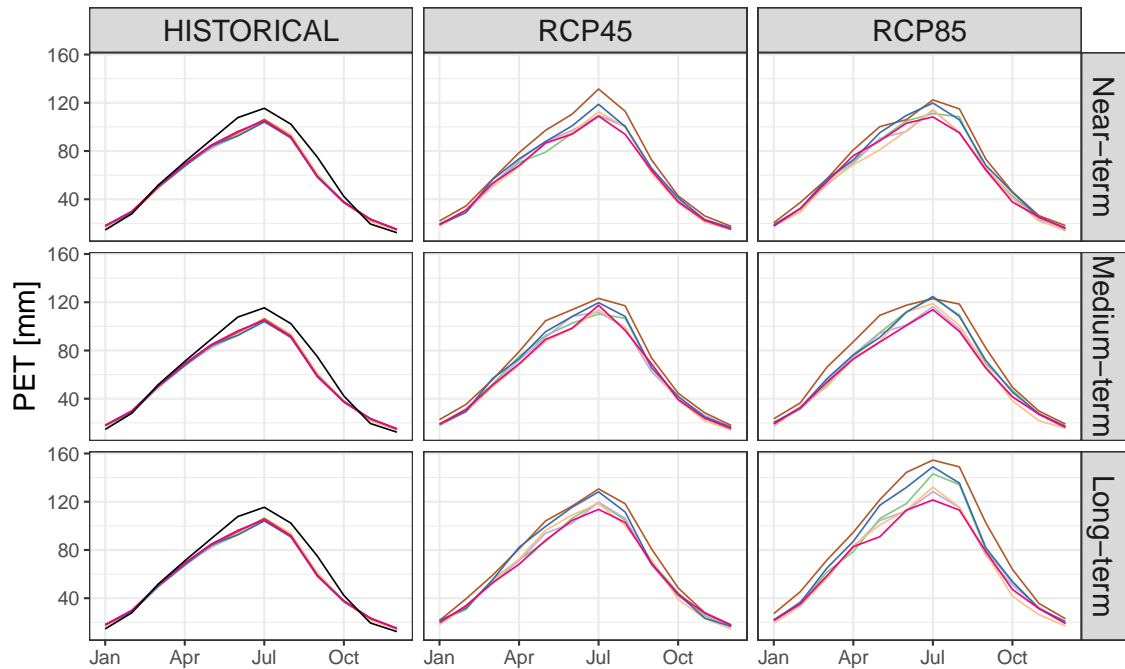 HISTORICAL
RCP45
RCP85
160
120
80
40
Near−term
PET [mm]
160
120
80
40
Medium−term
160
120
80
40
Long−term
Jan
Apr
Jul
Oct
Jan
Apr
Jul
Oct
Jan
Apr
Jul
Oct